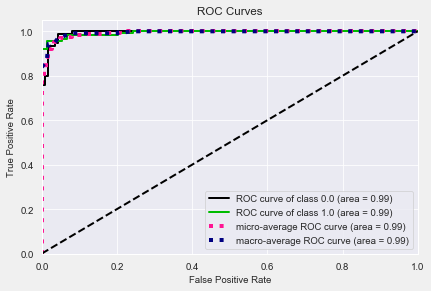 ROC Curves
True Positive Rate
1.0
0.8
0.6
0.4
0.2
0.0
ROC curve of class 0.0 (area = 0.99)
ROC curve of class 1.0 (area = 0.99)
micro-average ROC curve (area = 0.99)
macro-average ROC curve (area = 0.99)
0.0 0.2 0.4 0.6 0.8 1.0
False Positive Rate